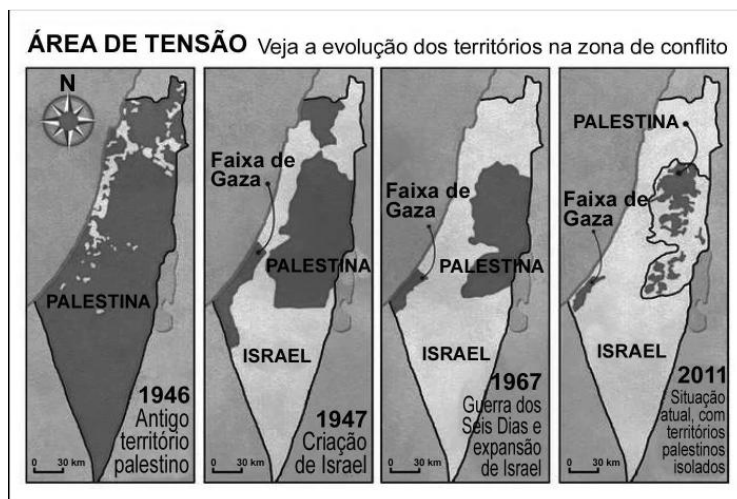 ÁREA DE TENSÃO Veja a evolução dos territórios na zona de conflito
N
PALESTINA
1946
Antigo
território
palestino
0 30 km
Faixa de
Gaza
PALESTINA
ISRAEL
1947
Criação
de Israel
0 30 km
Faixa de
Gaza
PALESTINA
ISRAEL
1967
Guerra dos
Seis Dias e
expansão
de Israel
0 30 km
PALESTINA
Faixa de
Gaza
ISRAEL
2011
Situação
atual, com
territórios
palestinos
isolados
0 30 km